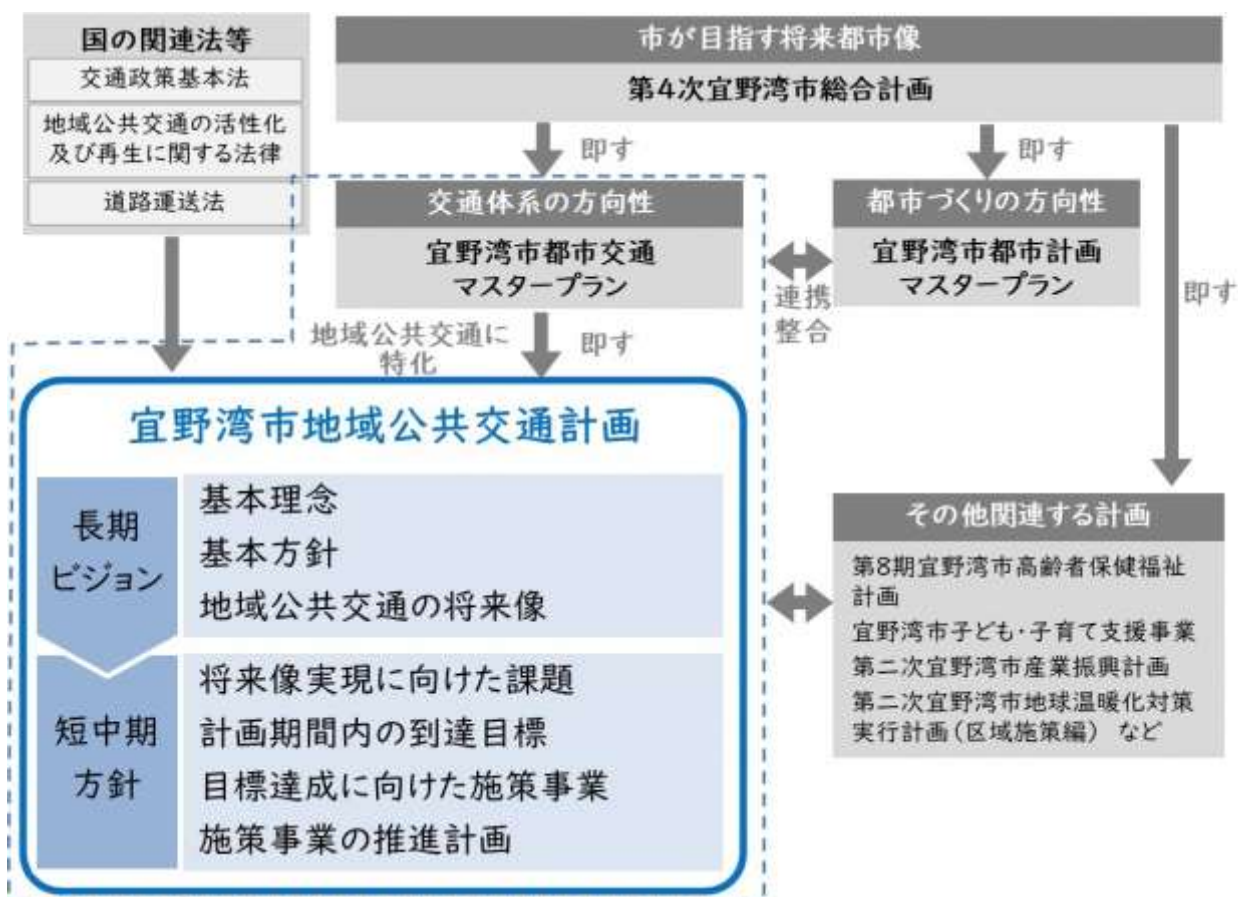 国の関連法等
交通政策基本法
地域公共交通の活性化
及び再生に関する法律
道路運送法
市が目指す将来都市像
第4次宜野湾市総合計画
即す
即す
即す
交通体系の方向性
宜野湾市都市交通
マスタープラン
連携
整合
都市づくりの方向性
宜野湾市都市計画
マスタープラン
地域公共交通に
特化
即す
宜野湾市地域公共交通計画
長期
ビジョン
基本理念
基本方針
地域公共交通の将来像
短中期
方針
将来像実現に向けた課題
計画期間内の到達目標
目標達成に向けた施策事業
施策事業の推進計画
その他関連する計画
第8期宜野湾市高齢者保健福祉
計画
宜野湾市子ども・子育て支援事業
第二次宜野湾市産業振興計画
第二次宜野湾市地球温暖化対策
実行計画(区域施策編) など